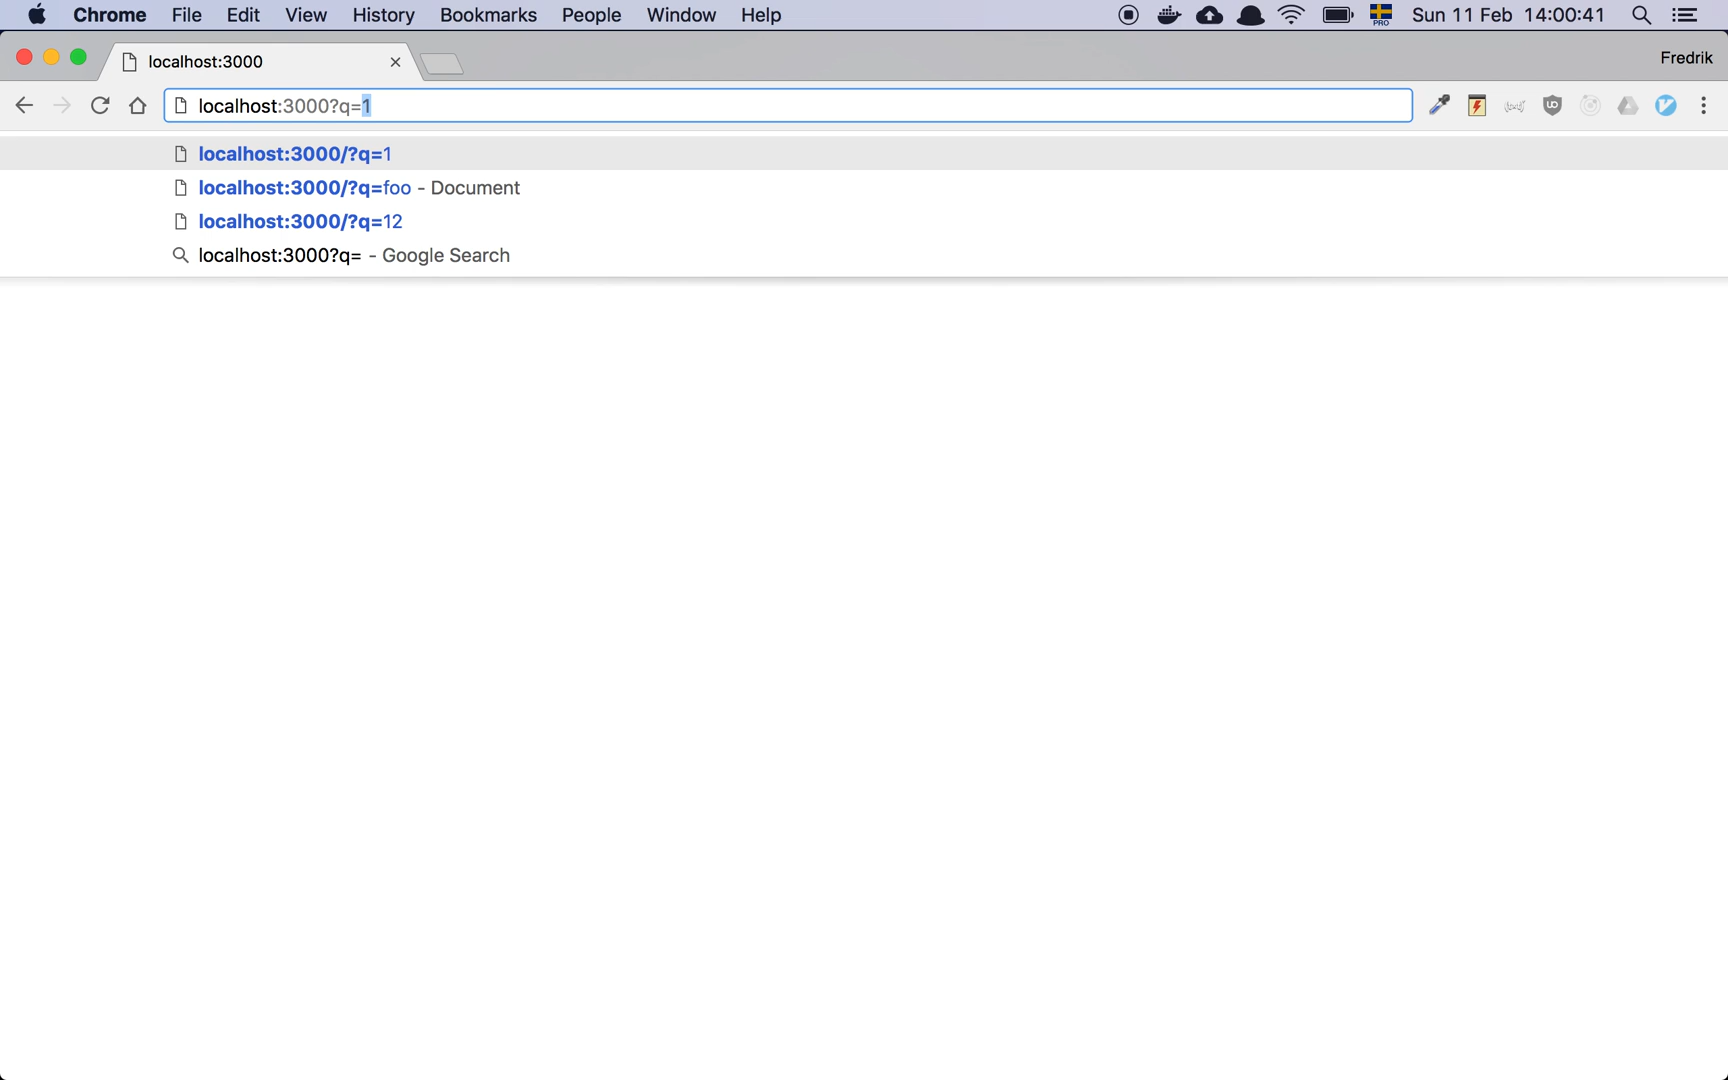 Chrome File Edit View History Bookmarks People Window Help PRO Sun 11 Feb 14:00:41
localhost:3000 Fredrik
localhost:3000?q=1
localhost:3000/?q=1
localhost:3000/?q=foo - Document
localhost:3000/?q=12
localhost:3000?q= - Google Search